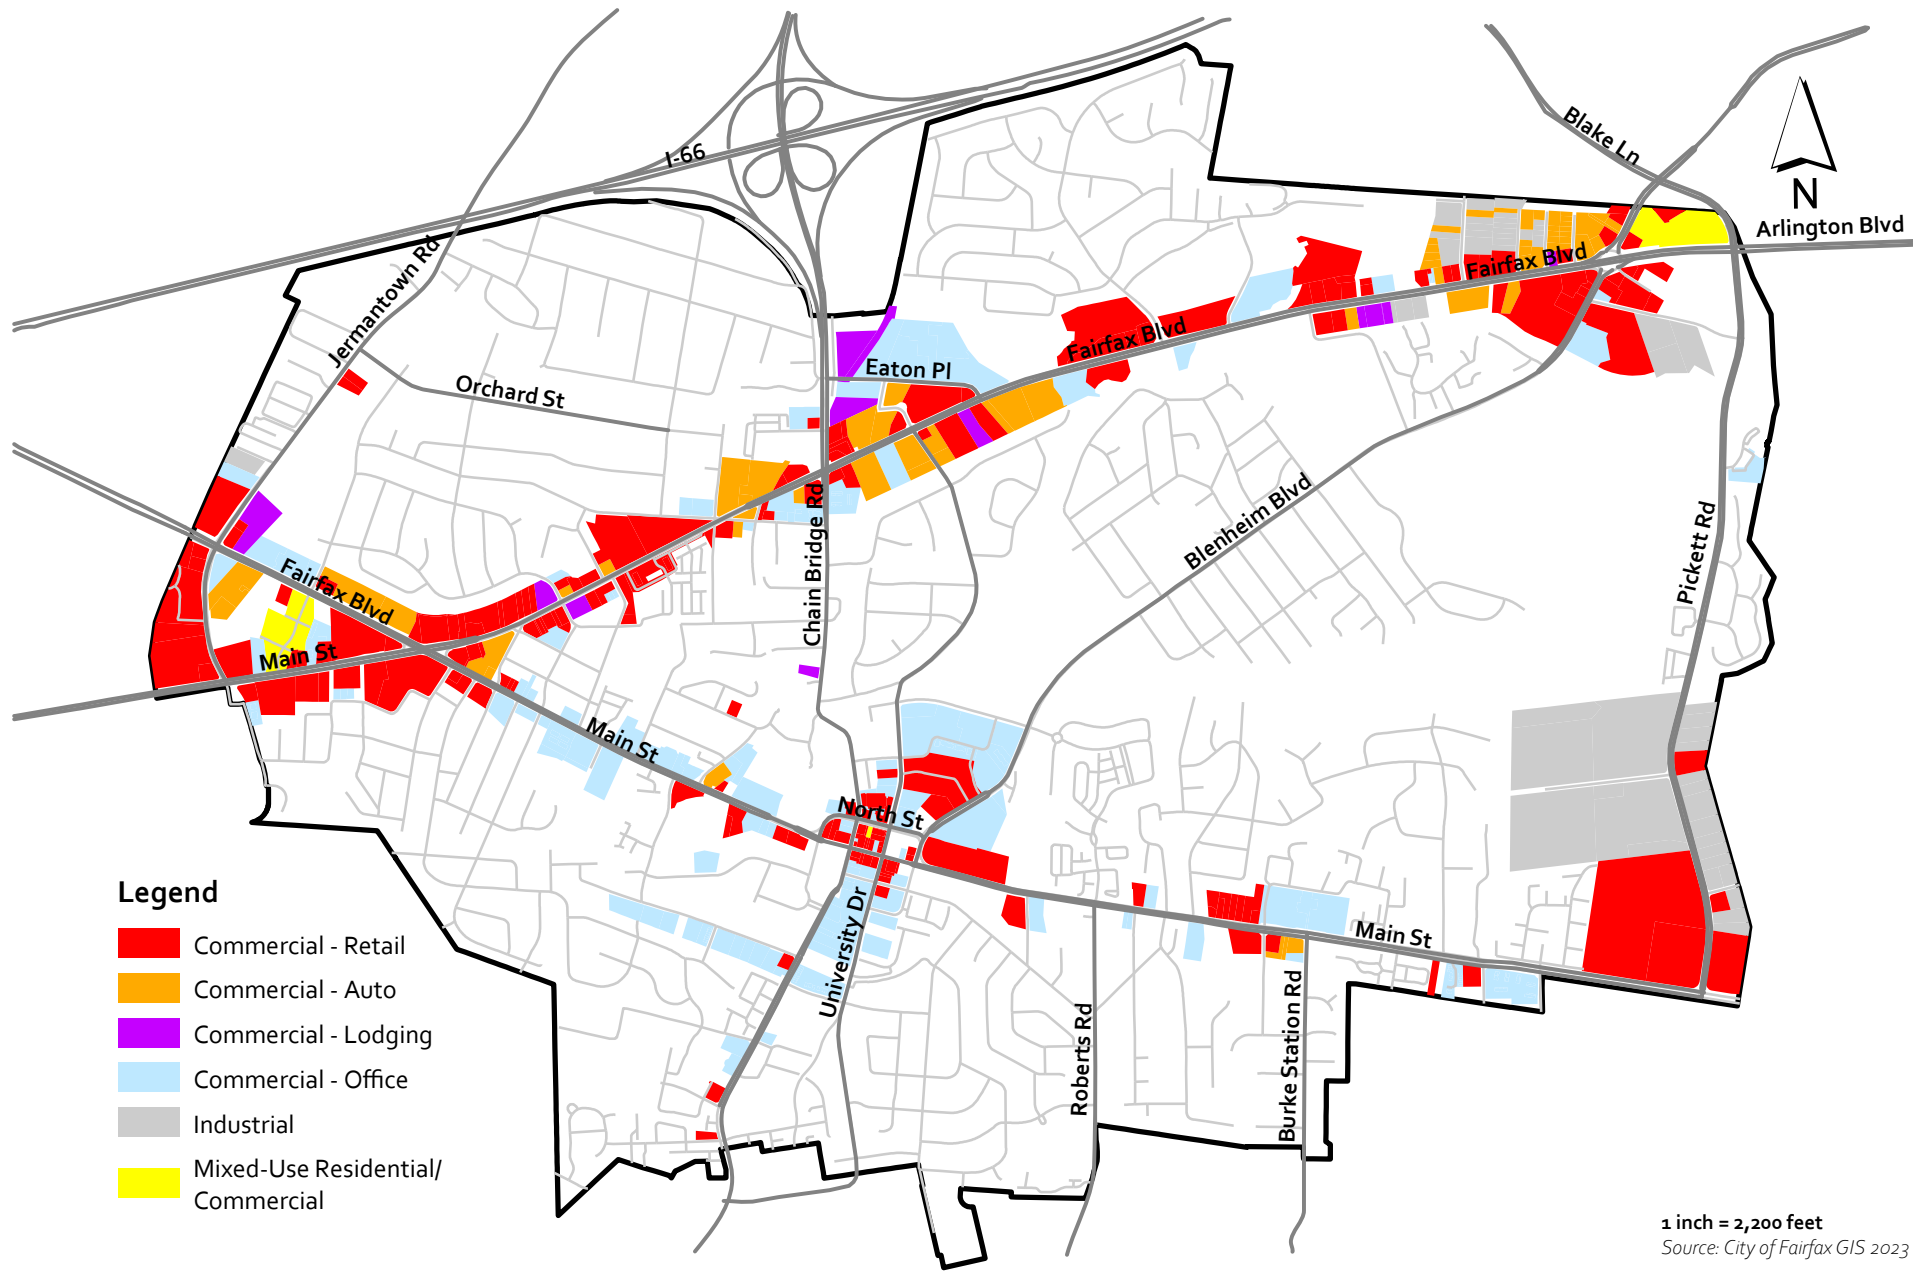 I-66
Blake Ln
N
Arlington Blvd
Jermantown Rd
Fairfax Blvd
Fairfax Blvd
Eaton Pl
Orchard St
Chain Bridge Rd
Blenheim Blvd
Pickett Rd
Fairfax Blvd
Main St
Main St
North St
University Dr
Main St
Roberts Rd
Burke Station Rd
Legend
Commercial - Retail
Commercial - Auto
Commercial - Lodging
Commercial - Office
Industrial
Mixed-Use Residential/
Commercial
1 inch = 2,200 feet
Source: City of Fairfax GIS 2023